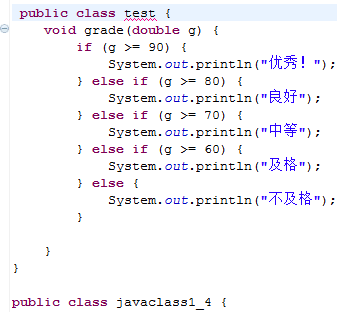 public class test {
void grade(double g) {
if (g >= 90) {
System.out.println("优秀！");
} else if (g >= 80) {
System.out.println("良好");
} else if (g >= 70) {
System.out.println("中等");
} else if (g >= 60) {
System.out.println("及格");
} else {
System.out.println("不及格");
}
}
}
public class javaclass1_4 {